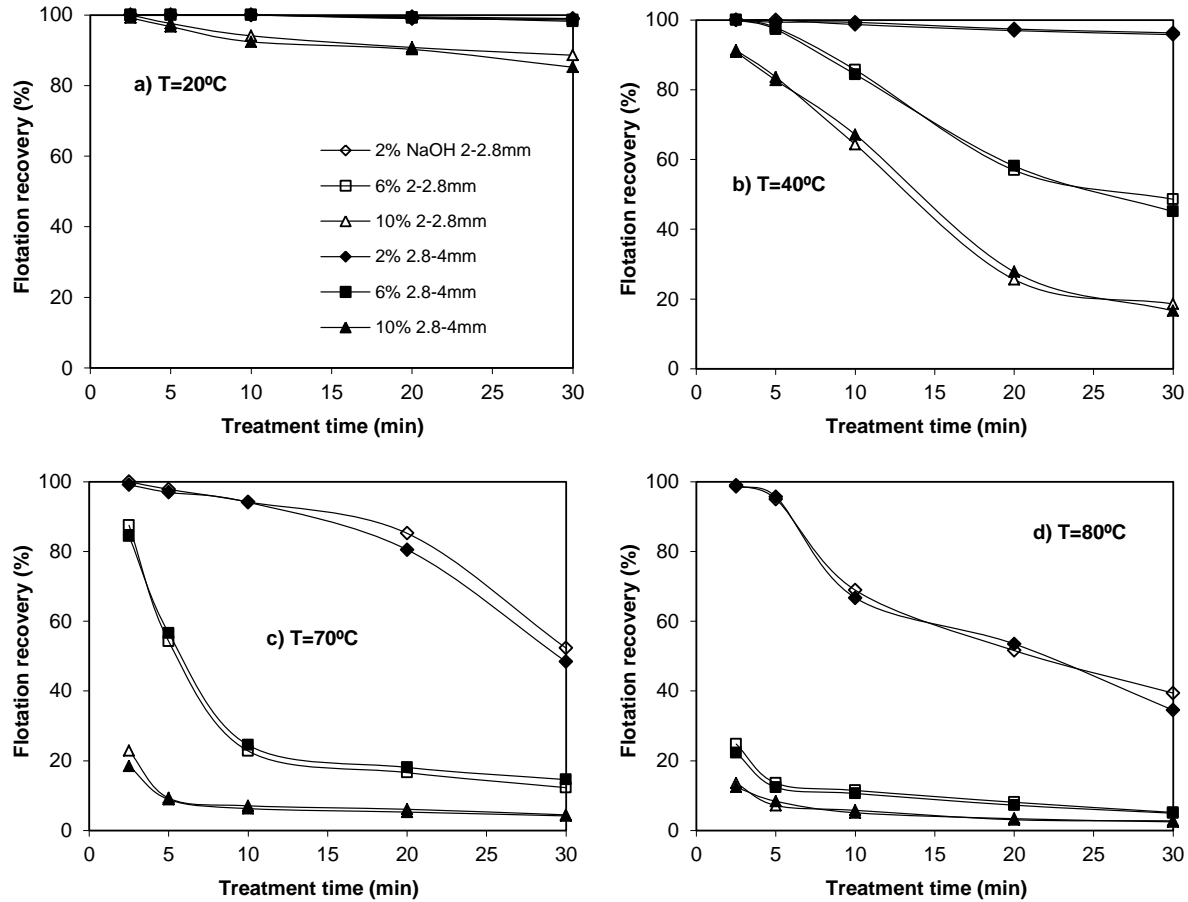 100
80
60
40
20
0
Flotation recovery (%)
a) T=20ºC
2% NaOH 2-2.8mm
6% 2-2.8mm
10% 2-2.8mm
2% 2.8-4mm
6% 2.8-4mm
10% 2.8-4mm
0 5 10 15 20 25 30
Treatment time (min)
100
80
60
40
20
0
Flotation recovery (%)
b) T=40ºC
0 5 10 15 20 25 30
Treatment time (min)
100
80
60
40
20
0
Flotation recovery (%)
c) T=70ºC
0 5 10 15 20 25 30
Treatment time (min)
100
80
60
40
20
0
Flotation recovery (%)
d) T=80ºC
0 5 10 15 20 25 30
Treatment time (min)